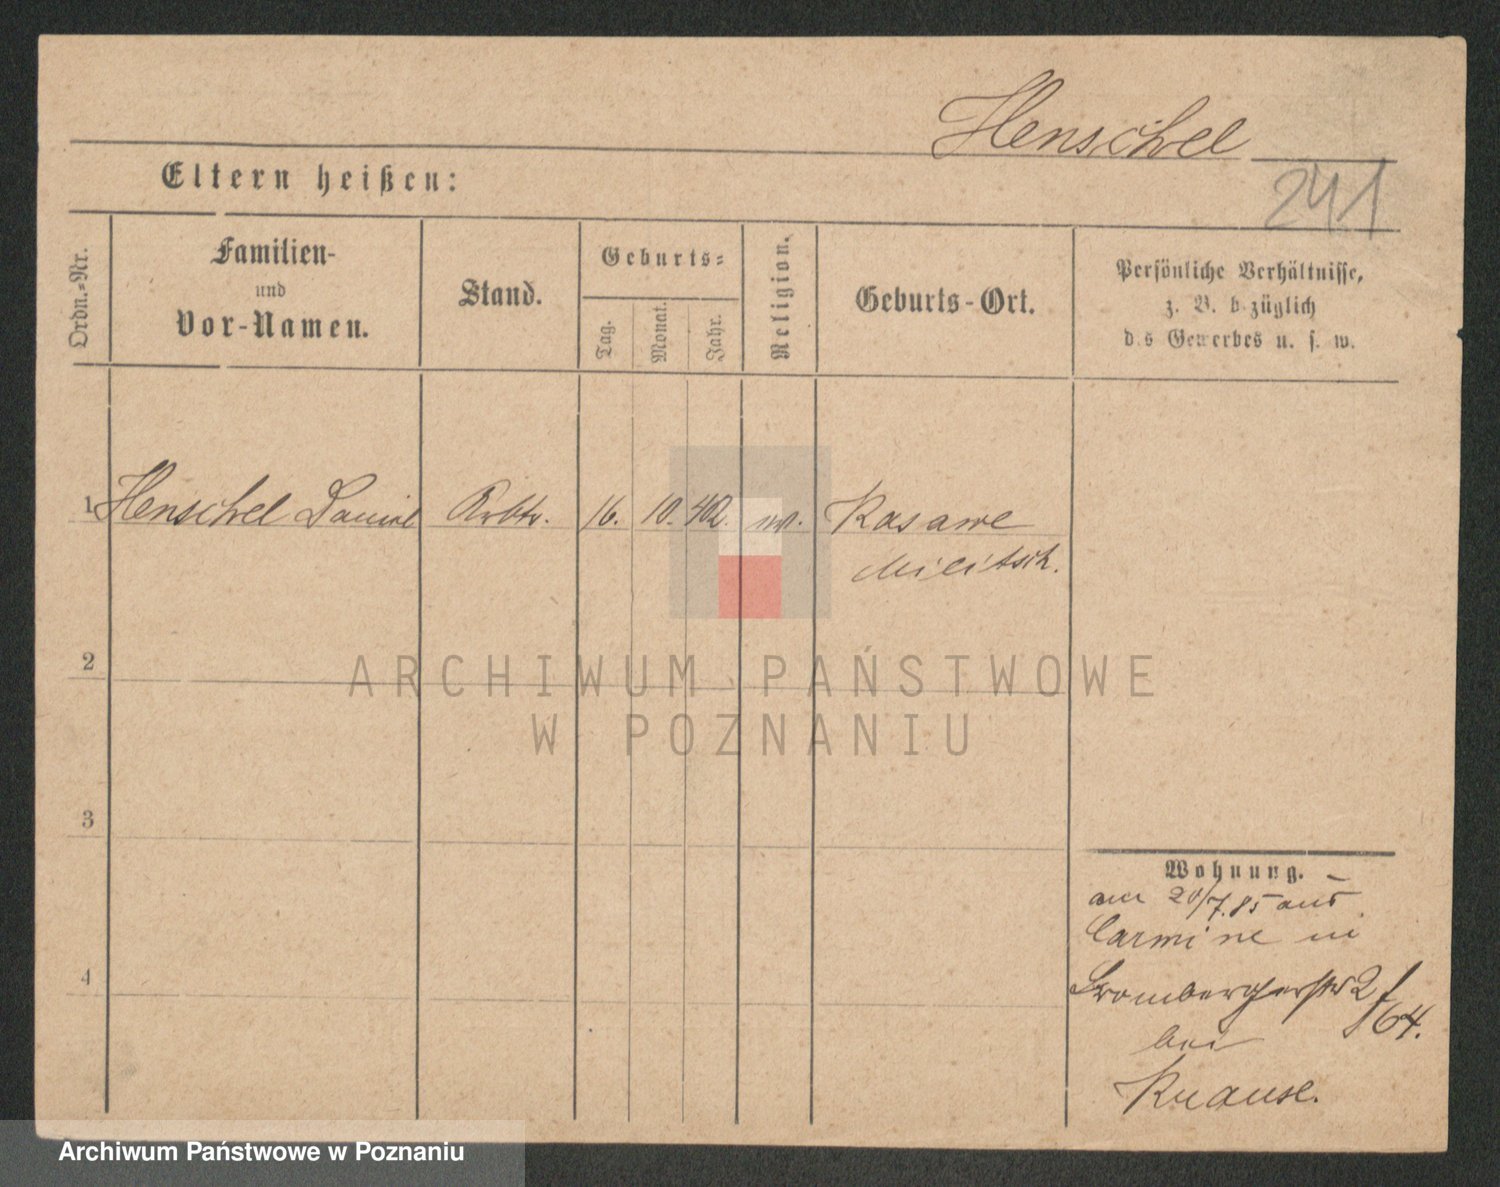 Henschel
241
Eltern heißen:
Ordn.-Nr.
Familien-
und
Vor-Namen.
Stand.
Geburts-
Tag.
Monat.
Jahr.
Religion.
Geburts-Ort.
Persönliche Verhältnisse,
z. B. bezüglich
des Gewerbes u. s. w.
1 Henschel Daniel Arbtr. 16. 10. 42. Kasawe
Militsch.
2
3
4
Wohnung.
am 20/7.85 aus
Carmine in
Brombergerstr 2/64.
bei
Krause.
ARCHIWUM PAŃSTWOWE
W POZNANIU
Archiwum Państwowe w Poznaniu